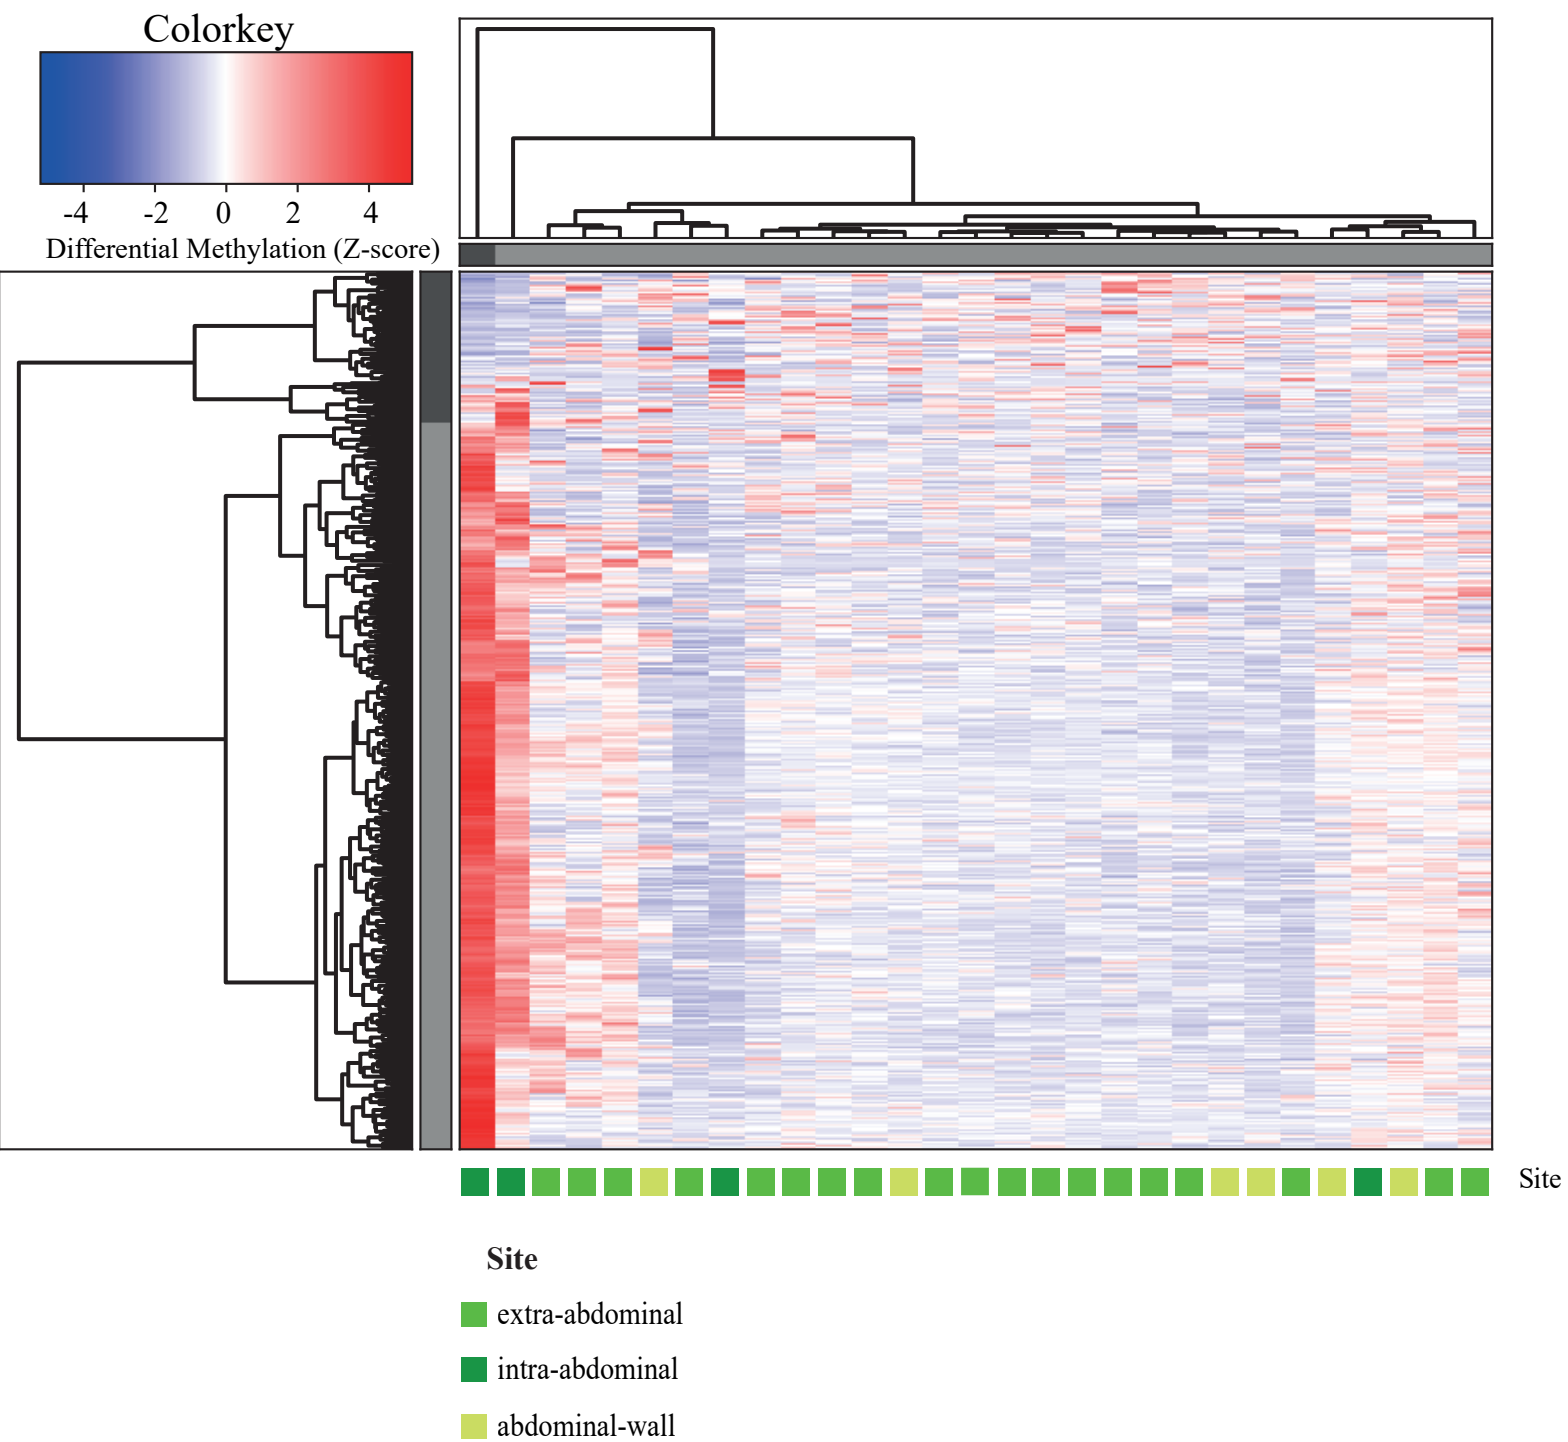 Colorkey
-4 -2 0 2 4
Differential Methylation (Z-score)
Site
Site
extra-abdominal
intra-abdominal
abdominal-wall